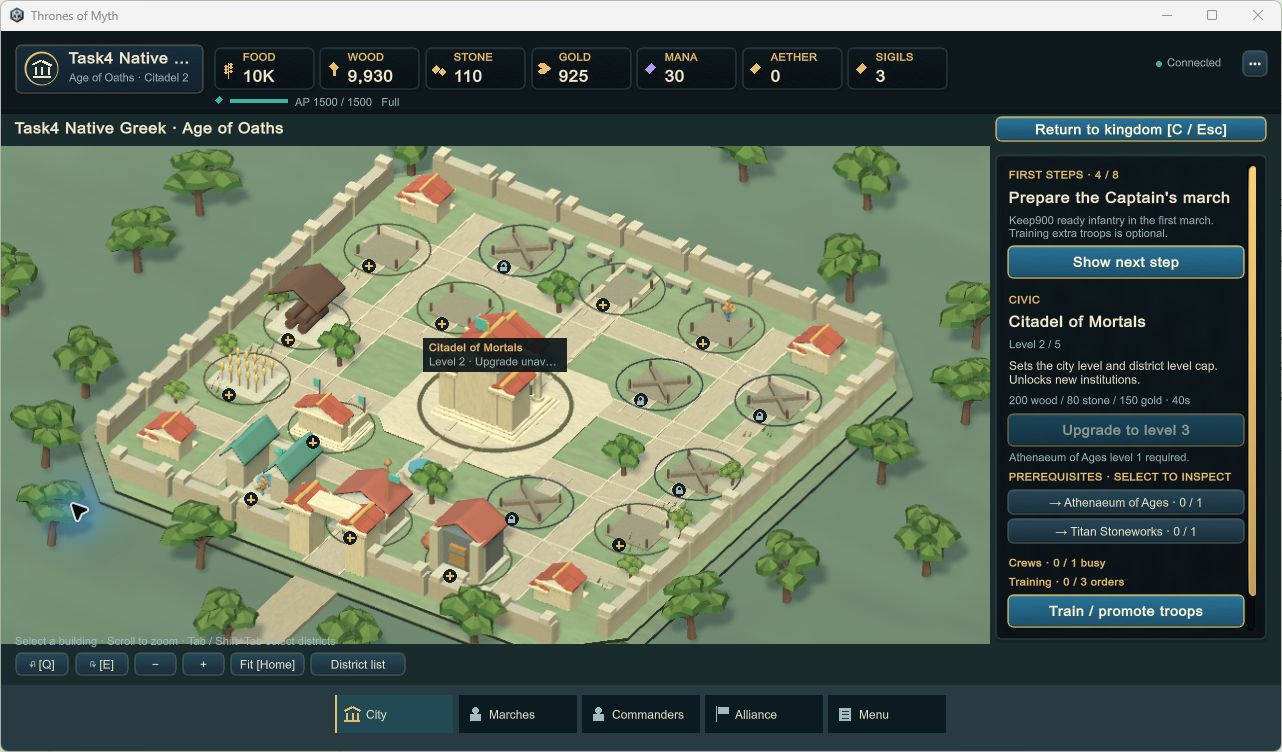 Thrones of Myth
Task4 Native ...
Age of Oaths · Citadel 2
FOOD
10K
WOOD
9,930
STONE
110
GOLD
925
MANA
30
AETHER
0
SIGILS
3
Connected
AP 1500 / 1500 Full
Task4 Native Greek · Age of Oaths
Return to kingdom [C / Esc]
FIRST STEPS · 4 / 8
Prepare the Captain's march
Keep900 ready infantry in the first march.
Training extra troops is optional.
Show next step
CIVIC
Citadel of Mortals
Level 2 / 5
Sets the city level and district level cap.
Unlocks new institutions.
200 wood / 80 stone / 150 gold · 40s
Upgrade to level 3
Athenaeum of Ages level 1 required.
PREREQUISITES · SELECT TO INSPECT
→ Athenaeum of Ages · 0 / 1
→ Titan Stoneworks · 0 / 1
Crews · 0 / 1 busy
Training · 0 / 3 orders
Train / promote troops
Citadel of Mortals
Level 2 · Upgrade unav...
Select a building · Scroll to zoom · Tab / Shift+Tab select districts
[Q]
[E]
−
+
Fit [Home]
District list
City
Marches
Commanders
Alliance
Menu